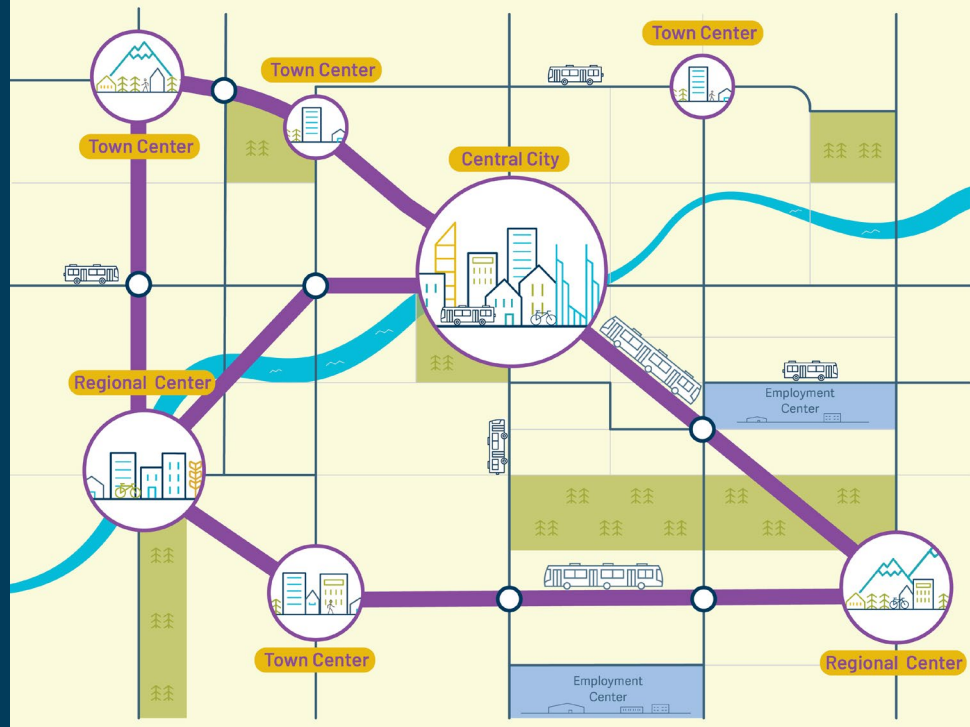 Town Center
Town Center
Town Center
Central City
Regional Center
Employment
Center
Town Center
Regional Center
Employment
Center